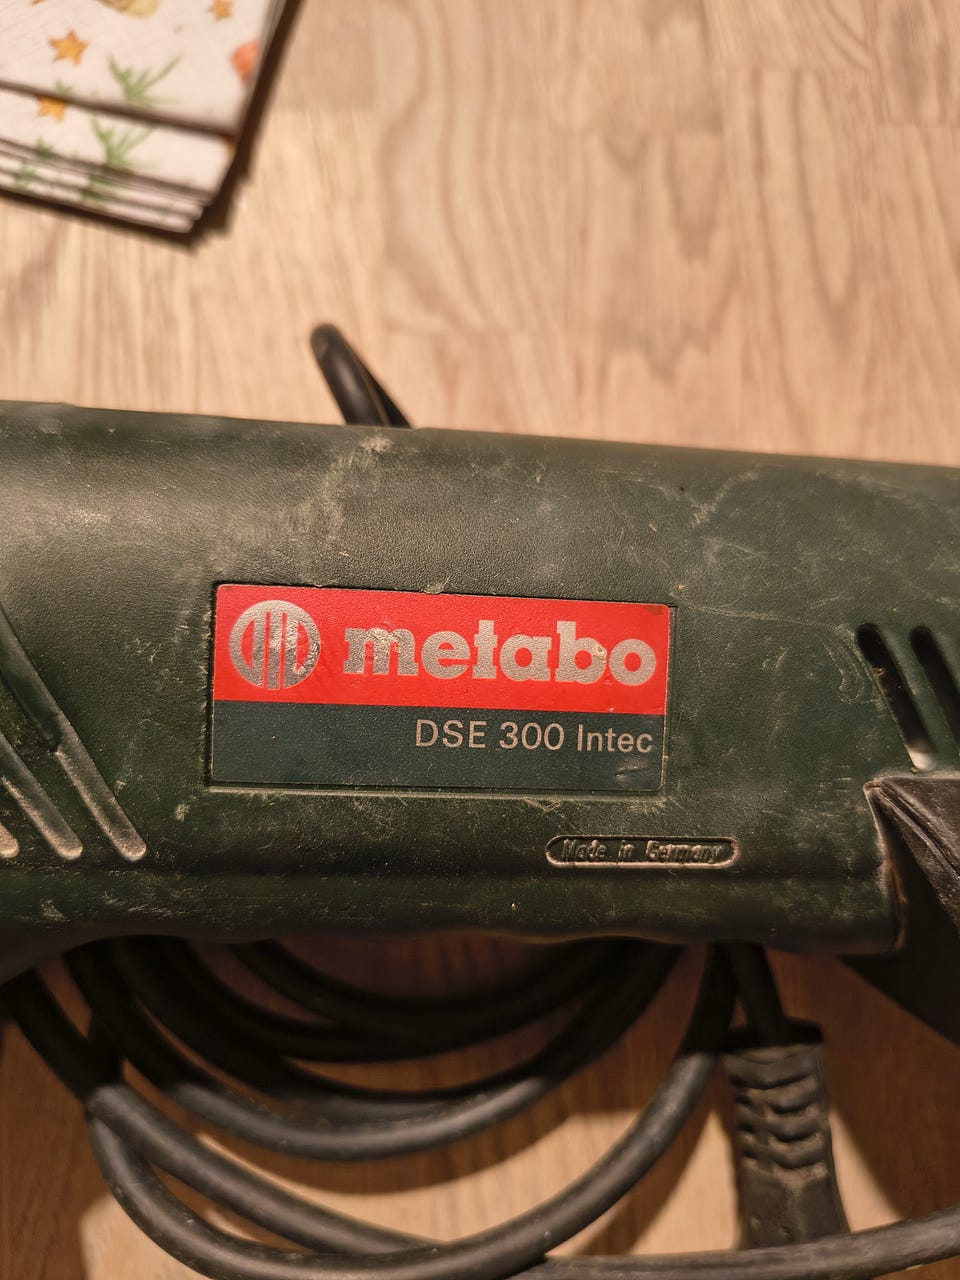 metabo
DSE 300 Intec
Made in Germany